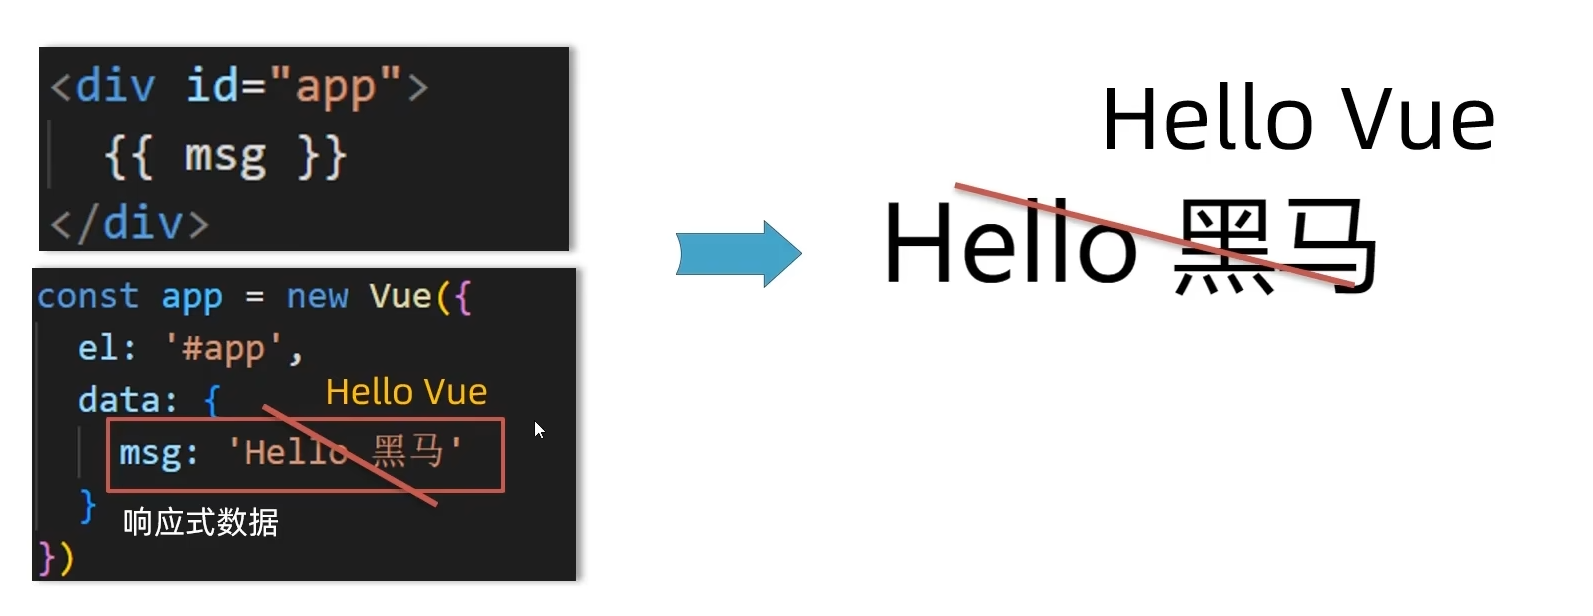 <div id="app">
{{ msg }}
</div>
const app = new Vue({
el: '#app',
data: {
Hello Vue
msg: 'Hello 黑马'
}
响应式数据
})
Hello Vue
Hello 黑马